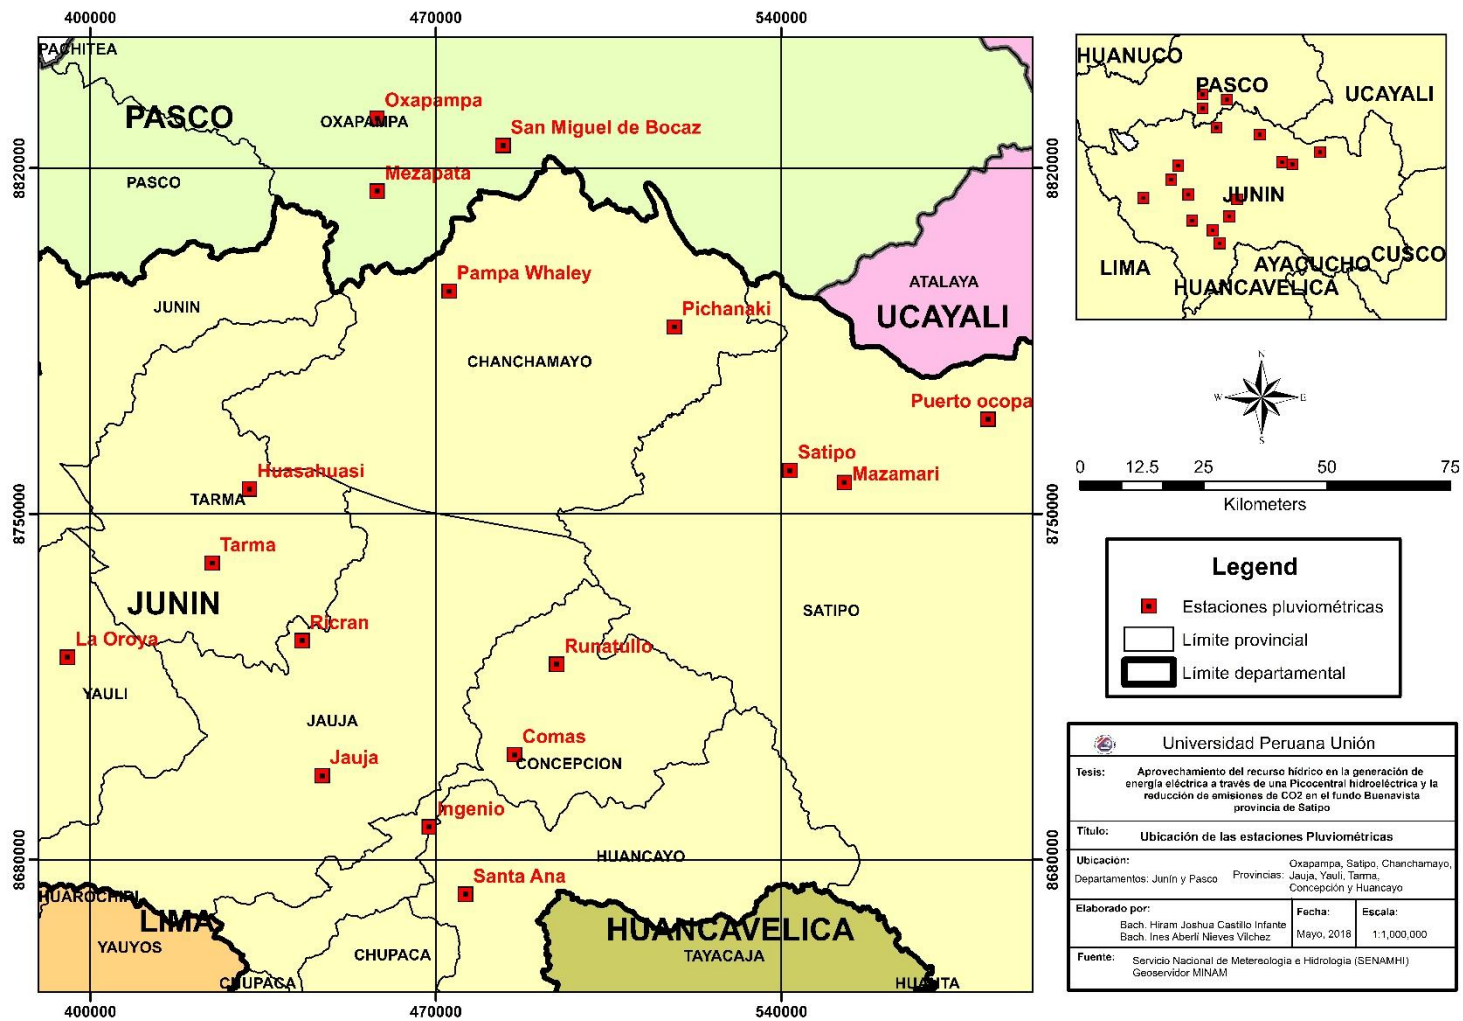 400000
470000
540000
PACHITEA
PASCO
Oxapampa
OXAPAMPA
San Miguel de Bocaz
8820000
PASCO
Mezapata
8820000
JUNIN
Pampa Whaley
Pichanaki
ATALAYA
UCAYALI
CHANCHAMAYO
Puerto ocopa
Huasahuasi
TARMA
Satipo
Mazamari
8750000
8750000
Tarma
JUNIN
SATIPO
Ricran
La Oroya
Runatullo
YAULI
JAUJA
Comas
CONCEPCION
Jauja
Ingenio
8680000
HUANCAYO
8680000
Santa Ana
HUAROCHIRI
LIMA
YAUYOS
CHUPACA
CHUPACA
HUANCAVELICA
TAYACAJA
HUANTA
400000
470000
540000
HUANUCO
PASCO
UCAYALI
JUNIN
LIMA
AYACUCHO
CUSCO
HUANCAVELICA
N
W
E
S
0 12.5 25 50 75
Kilometers
Legend
Estaciones pluviométricas
Límite provincial
Límite departamental
Universidad Peruana Unión
Tesis: Aprovechamiento del recurso hídrico en la generación de
energía eléctrica a través de una Picocentral hidroeléctrica y la
reducción de emisiones de CO2 en el fundo Buenavista
provincia de Satipo
Título: Ubicación de las estaciones Pluviométricas
Ubicación:
Departamentos: Junín y Pasco
Provincias: Oxapampa, Satipo, Chanchamayo,
Jauja, Yauli, Tarma,
Concepción y Huancayo
Elaborado por:
Bach. Hiram Joshua Castillo Infante
Bach. Ines Aberlí Nieves Vilchez
Fecha:
Mayo, 2018
Escala:
1:1,000,000
Fuente: Servicio Nacional de Metereología e Hidrologia (SENAMHI)
Geoservidor MINAM